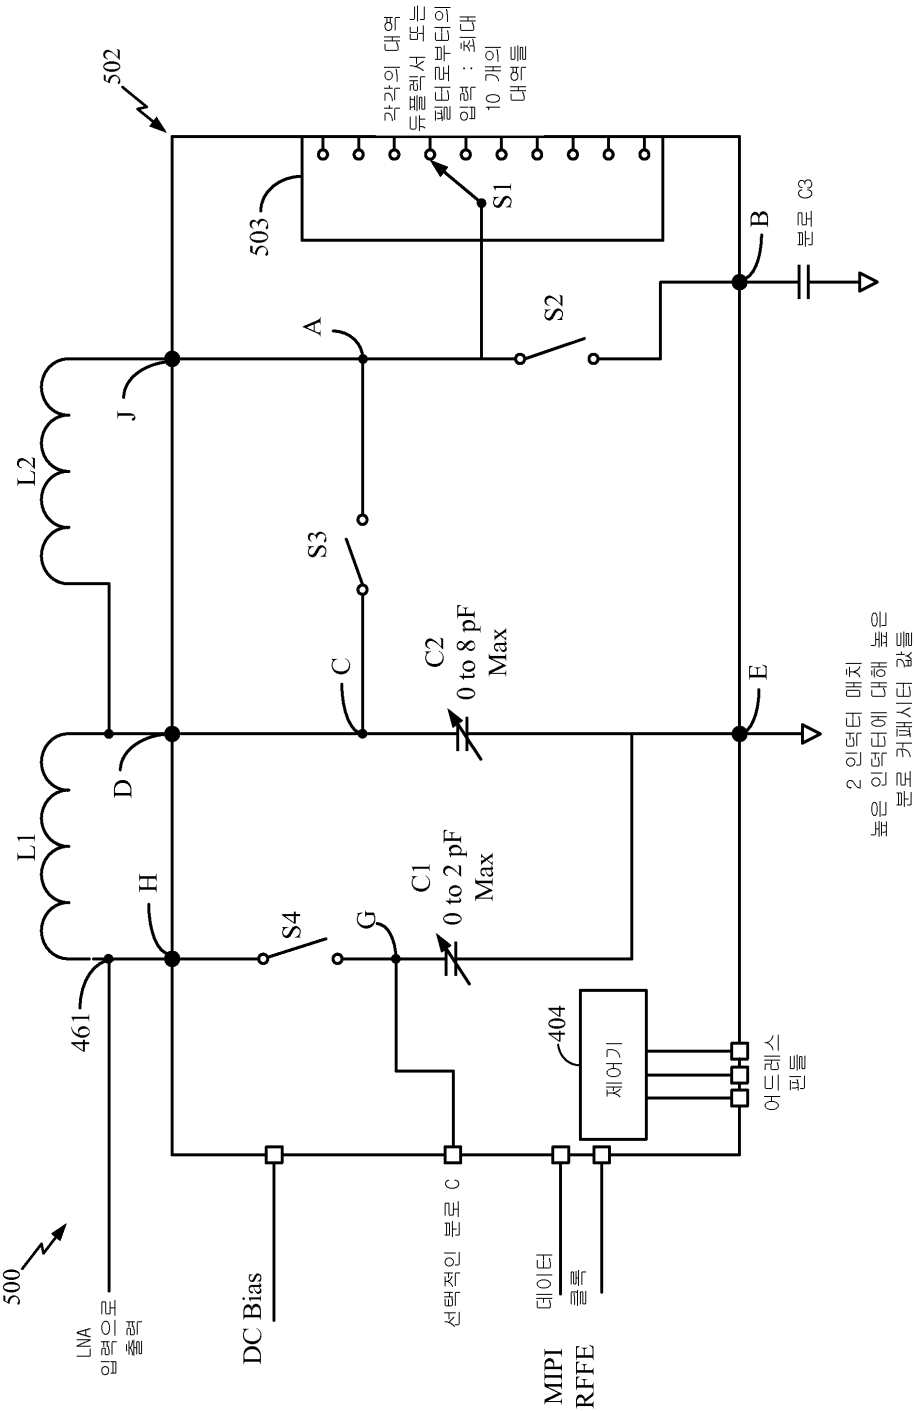 500
502
각각의 대역
듀플렉서 또는
필터로부터의
입력 : 최대
10 개의
대역들
503
S1
L2
J
A
S2
B
분로 C3
S3
L1
D
C
C2
0 to 8 pF
Max
E
2 인덕터 매치
높은 인덕터에 대해 높은
분로 커패시터 값들
461
H
S4
G
C1
0 to 2 pF
Max
404
제어기
어드레스
핀들
LNA
입력으로
출력
DC Bias
선택적인 분로 C
데이터
클록
MIPI
RFFE